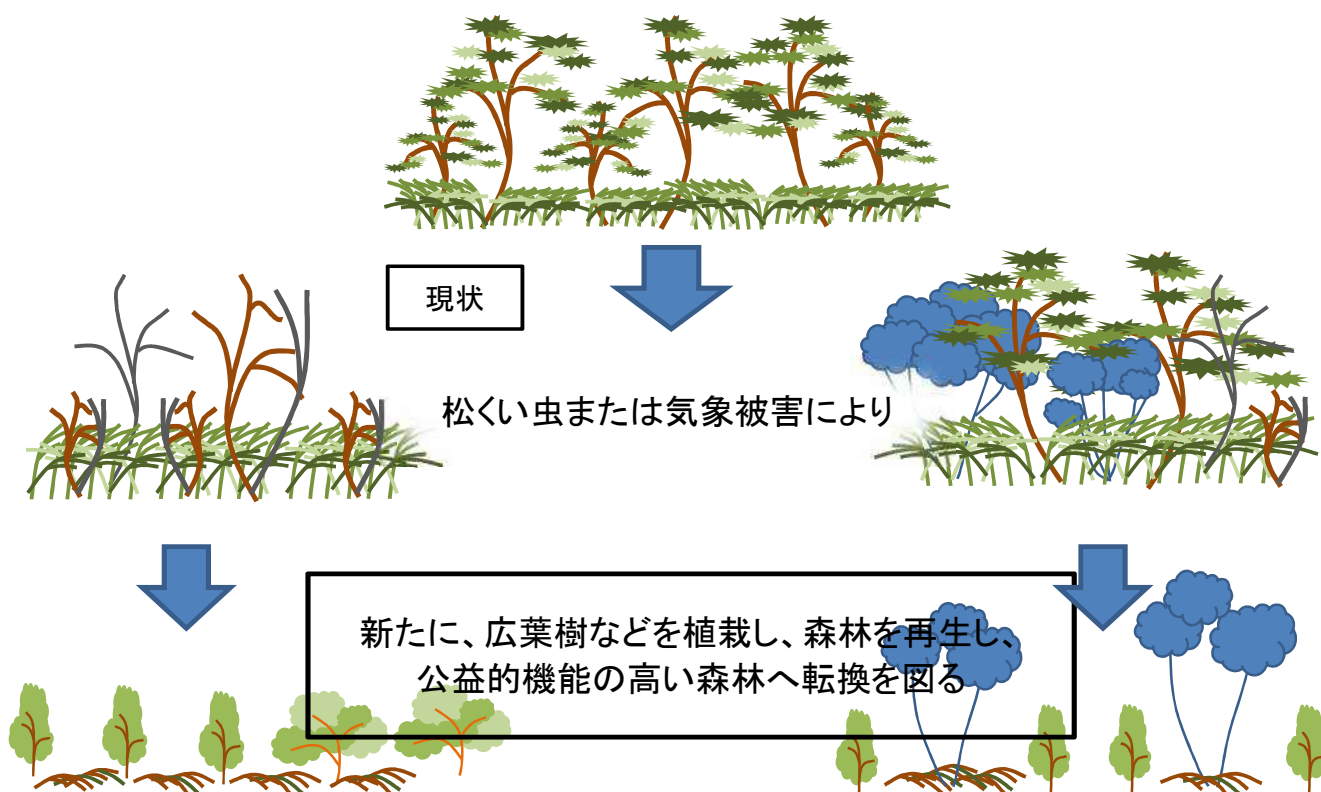 現状
松くい虫または気象被害により
新たに、広葉樹などを植栽し、森林を再生し、
公益的機能の高い森林へ転換を図る